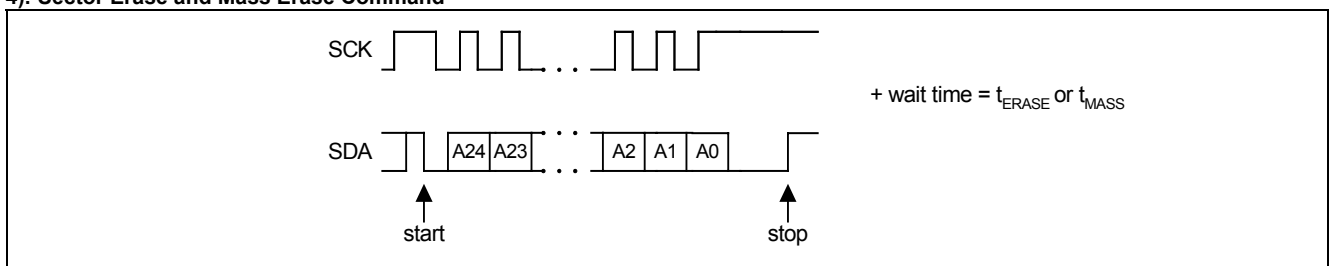 4). Sector Erase and Mass Erase Command
SCK
. . .
+ wait time = tERASE or tMASS
SDA
A24 A23
. . .
A2 A1 A0
start
stop